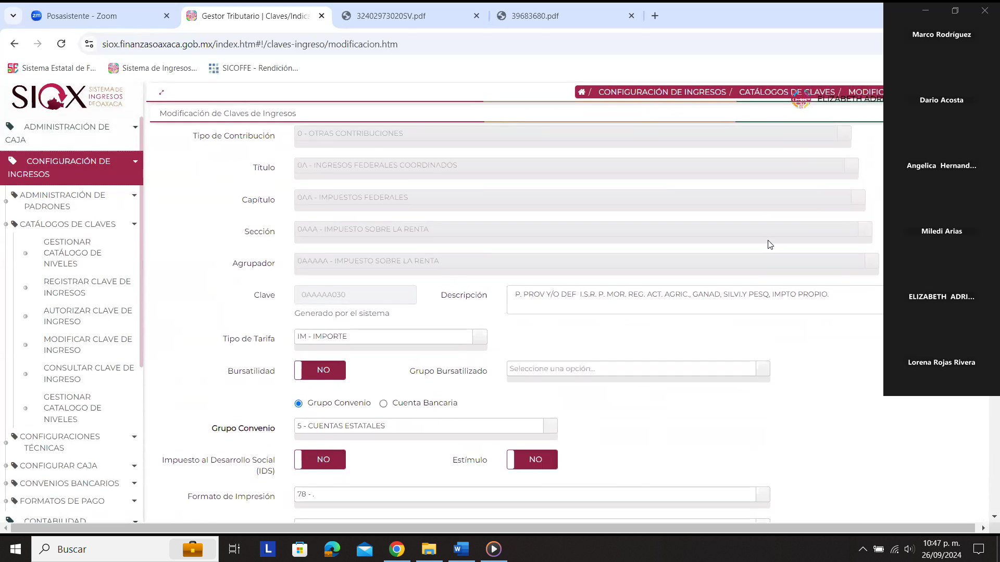 zm Posasistente - Zoom
Gestor Tributario | Claves/Indic
32402973020SV.pdf
39683680.pdf
siox.finanzasoaxaca.gob.mx/index.htm#!/claves-ingreso/modificacion.htm
Sistema Estatal de F...
Sistema de Ingresos...
SICOFFE - Rendición...
SIOX
SISTEMA DE
INGRESOS
DE OAXACA
/ CONFIGURACIÓN DE INGRESOS / CATÁLOGOS DE CLAVES / MODIFIC
ELIZABETH ADRI
Modificación de Claves de Ingresos
ADMINISTRACIÓN DE
CAJA
CONFIGURACIÓN DE
INGRESOS
ADMINISTRACIÓN DE
PADRONES
CATÁLOGOS DE CLAVES
GESTIONAR
CATÁLOGO DE
NIVELES
REGISTRAR CLAVE DE
INGRESOS
AUTORIZAR CLAVE DE
INGRESO
MODIFICAR CLAVE DE
INGRESO
CONSULTAR CLAVE DE
INGRESO
GESTIONAR
CATALOGO DE
NIVELES
CONFIGURACIONES
TÉCNICAS
CONFIGURAR CAJA
CONVENIOS BANCARIOS
FORMATOS DE PAGO
CONTABILIDAD
Tipo de Contribución 0 - OTRAS CONTRIBUCIONES
Título 0A - INGRESOS FEDERALES COORDINADOS
Capítulo 0AA - IMPUESTOS FEDERALES
Sección 0AAA - IMPUESTO SOBRE LA RENTA
Agrupador 0AAAAA - IMPUESTO SOBRE LA RENTA
Clave 0AAAAA030 Descripción P. PROV Y/O DEF I.S.R. P. MOR. REG. ACT. AGRIC., GANAD, SILVI.Y PESQ, IMPTO PROPIO.
Generado por el sistema
Tipo de Tarifa IM - IMPORTE
Bursatilidad NO Grupo Bursatilizado Seleccione una opción...
Grupo Convenio Cuenta Bancaria
Grupo Convenio 5 - CUENTAS ESTATALES
Impuesto al Desarrollo Social
(IDS) NO Estímulo NO
Formato de Impresión 78 - .
Marco Rodríguez
Dario Acosta
Angelica Hernand...
Miledi Arias
ELIZABETH ADRI...
Lorena Rojas Rivera
Buscar
L
W
10:47 p. m.
26/09/2024